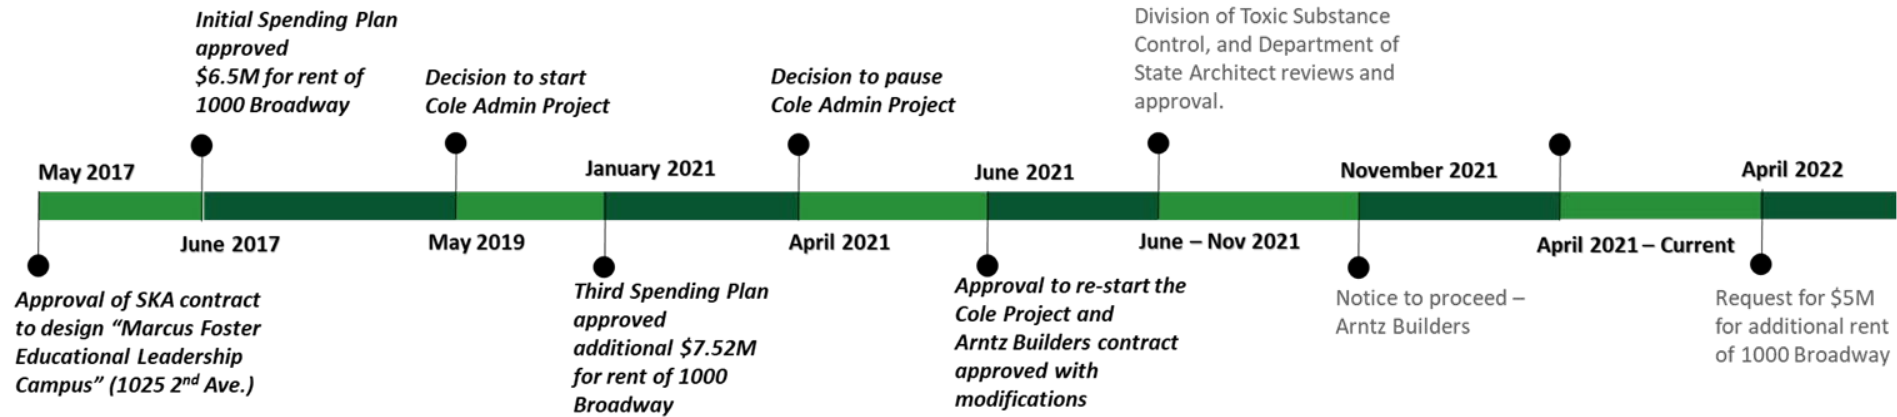 Initial Spending Plan
approved
$6.5M for rent of
1000 Broadway
Decision to start
Cole Admin Project
Decision to pause
Cole Admin Project
Division of Toxic Substance
Control, and Department of
State Architect reviews and
approval.
May 2017
January 2021
June 2021
November 2021
April 2022
June 2017
May 2019
April 2021
June – Nov 2021
April 2021 – Current
Approval of SKA contract
to design “Marcus Foster
Educational Leadership
Campus” (1025 2nd Ave.)
Third Spending Plan
approved
additional $7.52M
for rent of 1000
Broadway
Approval to re-start the
Cole Project and
Arntz Builders contract
approved with
modifications
Notice to proceed –
Arntz Builders
Request for $5M
for additional rent
of 1000 Broadway